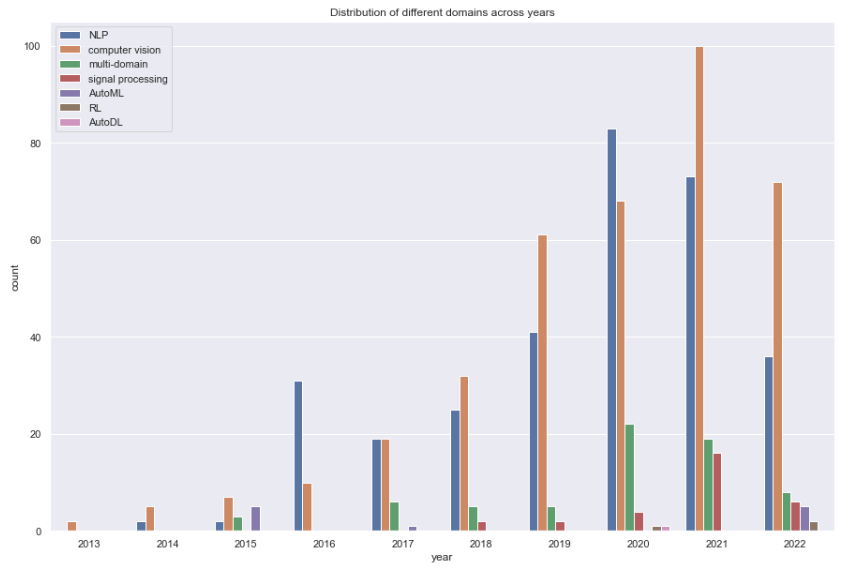 Distribution of different domains across years
NLP
computer vision
multi-domain
signal processing
AutoML
RL
AutoDL
100
80
60
40
20
0
count
2013 2014 2015 2016 2017 2018 2019 2020 2021 2022
year